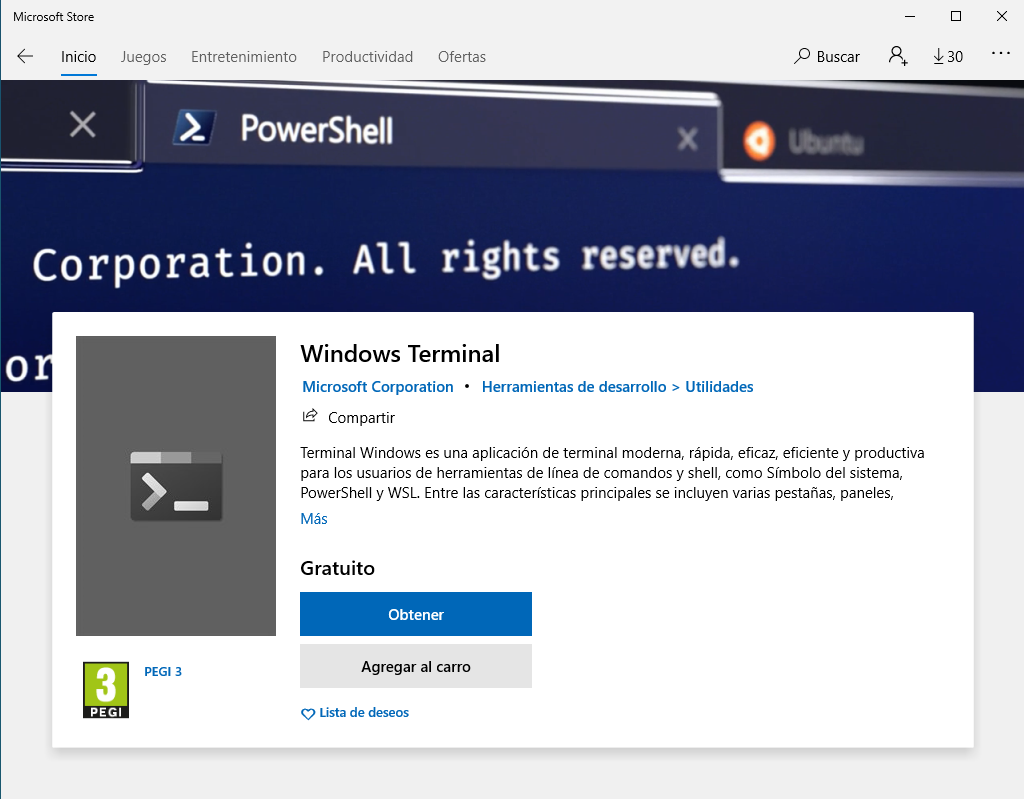 Microsoft Store
Inicio Juegos Entretenimiento Productividad Ofertas Buscar 30
PowerShell Ubuntu
Corporation. All rights reserved.
or
Windows Terminal
Microsoft Corporation • Herramientas de desarrollo > Utilidades
Compartir
Terminal Windows es una aplicación de terminal moderna, rápida, eficaz, eficiente y productiva
para los usuarios de herramientas de línea de comandos y shell, como Símbolo del sistema,
PowerShell y WSL. Entre las características principales se incluyen varias pestañas, paneles,
Más
Gratuito
Obtener
Agregar al carro
Lista de deseos
3
PEGI
PEGI 3